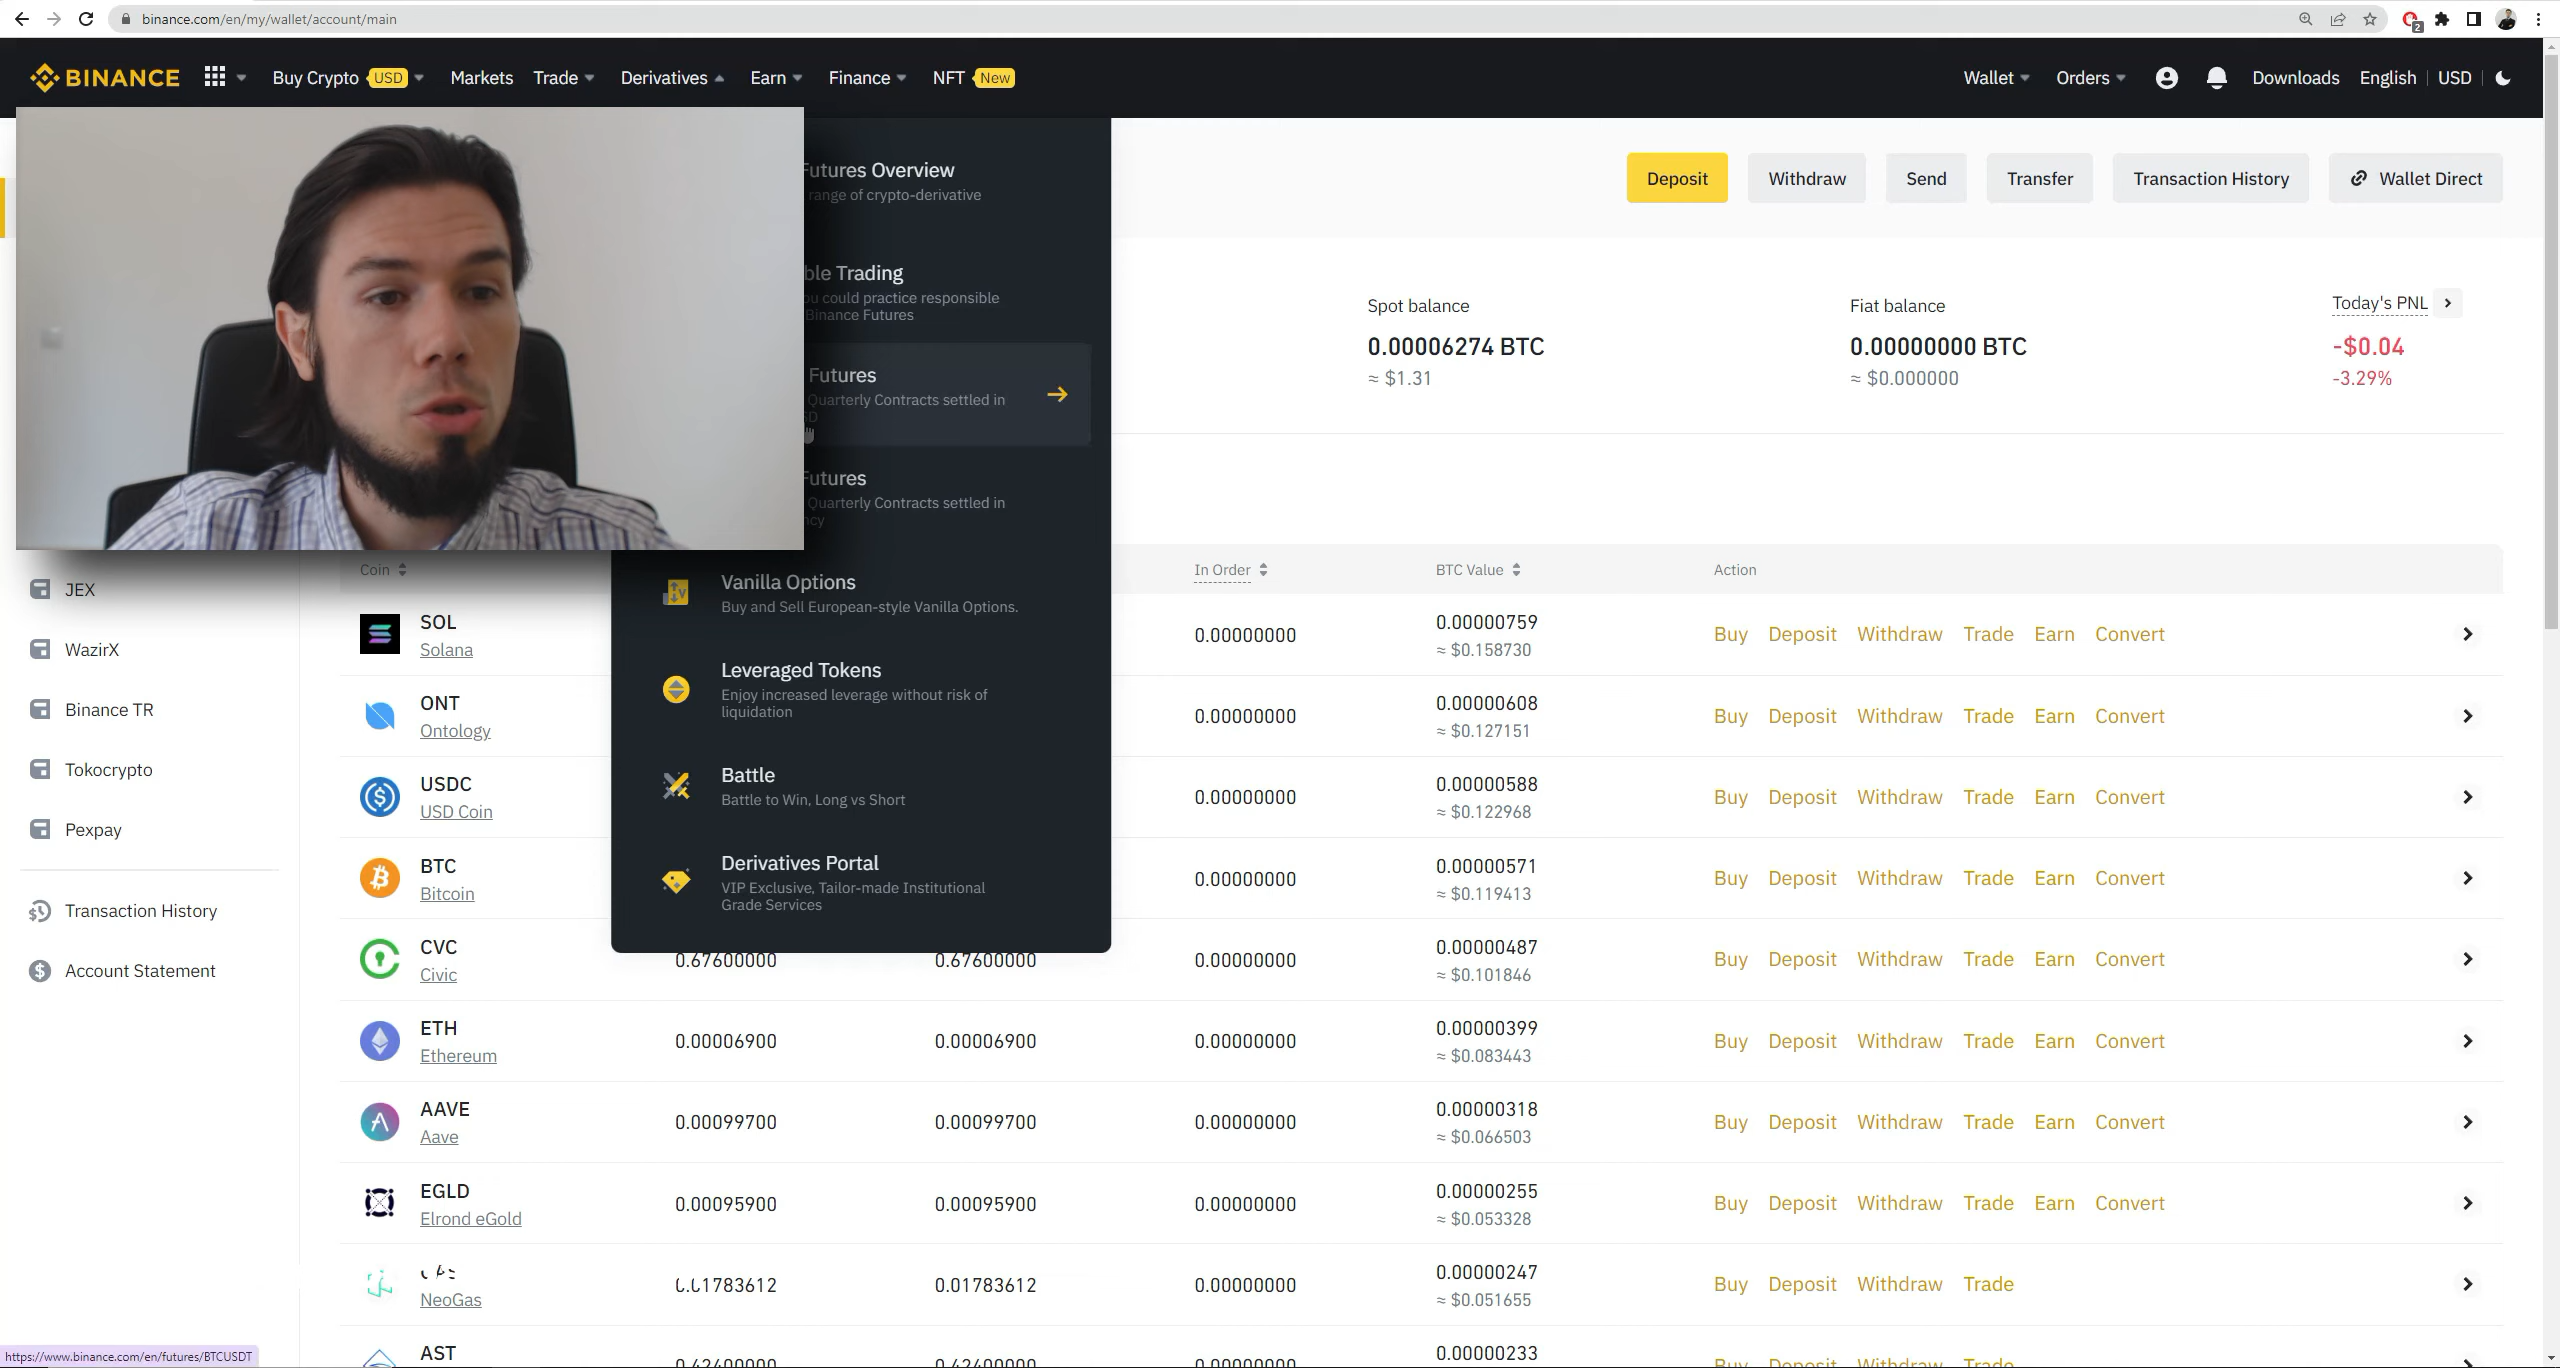 binance.com/en/my/wallet/account/main
2
BINANCE Buy Crypto USD Markets Trade Derivatives Earn Finance NFT New Wallet Orders Downloads English USD
Futures Overview
range of crypto-derivative
Deposit Withdraw Send Transfer Transaction History Wallet Direct
Trading
could practice responsible
Binance Futures
Spot balance Fiat balance Today's PNL
0.00006274 BTC 0.00000000 BTC -$0.04
≈ $1.31 ≈ $0.000000 -3.29%
Futures
Quarterly Contracts settled in
Futures
Quarterly Contracts settled in
Coin In Order BTC Value Action
JEX
WazirX
Binance TR
Tokocrypto
Pexpay
Transaction History
Account Statement
Vanilla Options
Buy and Sell European-style Vanilla Options.
Leveraged Tokens
Enjoy increased leverage without risk of
liquidation
Battle
Battle to Win, Long vs Short
Derivatives Portal
VIP Exclusive, Tailor-made Institutional
Grade Services
SOL 0.00000000 0.00000759 Buy Deposit Withdraw Trade Earn Convert
Solana ≈ $0.158730
ONT 0.00000000 0.00000608 Buy Deposit Withdraw Trade Earn Convert
Ontology ≈ $0.127151
USDC 0.00000000 0.00000588 Buy Deposit Withdraw Trade Earn Convert
USD Coin ≈ $0.122968
BTC 0.00000000 0.00000571 Buy Deposit Withdraw Trade Earn Convert
Bitcoin ≈ $0.119413
CVC 0.67600000 0.67600000 0.00000000 0.00000487 Buy Deposit Withdraw Trade Earn Convert
Civic ≈ $0.101846
ETH 0.00006900 0.00006900 0.00000000 0.00000399 Buy Deposit Withdraw Trade Earn Convert
Ethereum ≈ $0.083443
AAVE 0.00099700 0.00099700 0.00000000 0.00000318 Buy Deposit Withdraw Trade Earn Convert
Aave ≈ $0.066503
EGLD 0.00095900 0.00095900 0.00000000 0.00000255 Buy Deposit Withdraw Trade Earn Convert
Elrond eGold ≈ $0.053328
0.01783612 0.01783612 0.00000000 0.00000247 Buy Deposit Withdraw Trade
NeoGas ≈ $0.051655
AST 0.42400000 0.42400000 0.00000000 0.00000233 Buy Deposit Withdraw Trade
https://www.binance.com/en/futures/BTCUSDT